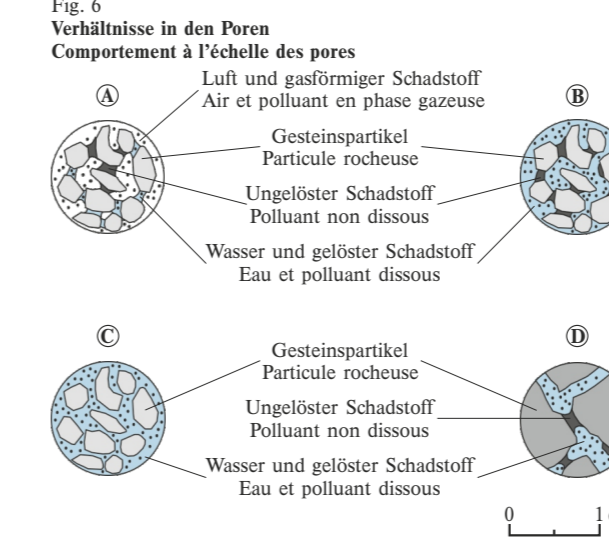 Fig. 6
Verhältnisse in den Poren
Comportement à l'échelle des pores
A
Luft und gasförmiger Schadstoff
Air et polluant en phase gazeuse
B
Gesteinspartikel
Particule rocheuse
Ungelöster Schadstoff
Polluant non dissous
Wasser und gelöster Schadstoff
Eau et polluant dissous
C
D
Gesteinspartikel
Particule rocheuse
Ungelöster Schadstoff
Polluant non dissous
Wasser und gelöster Schadstoff
Eau et polluant dissous
0 1